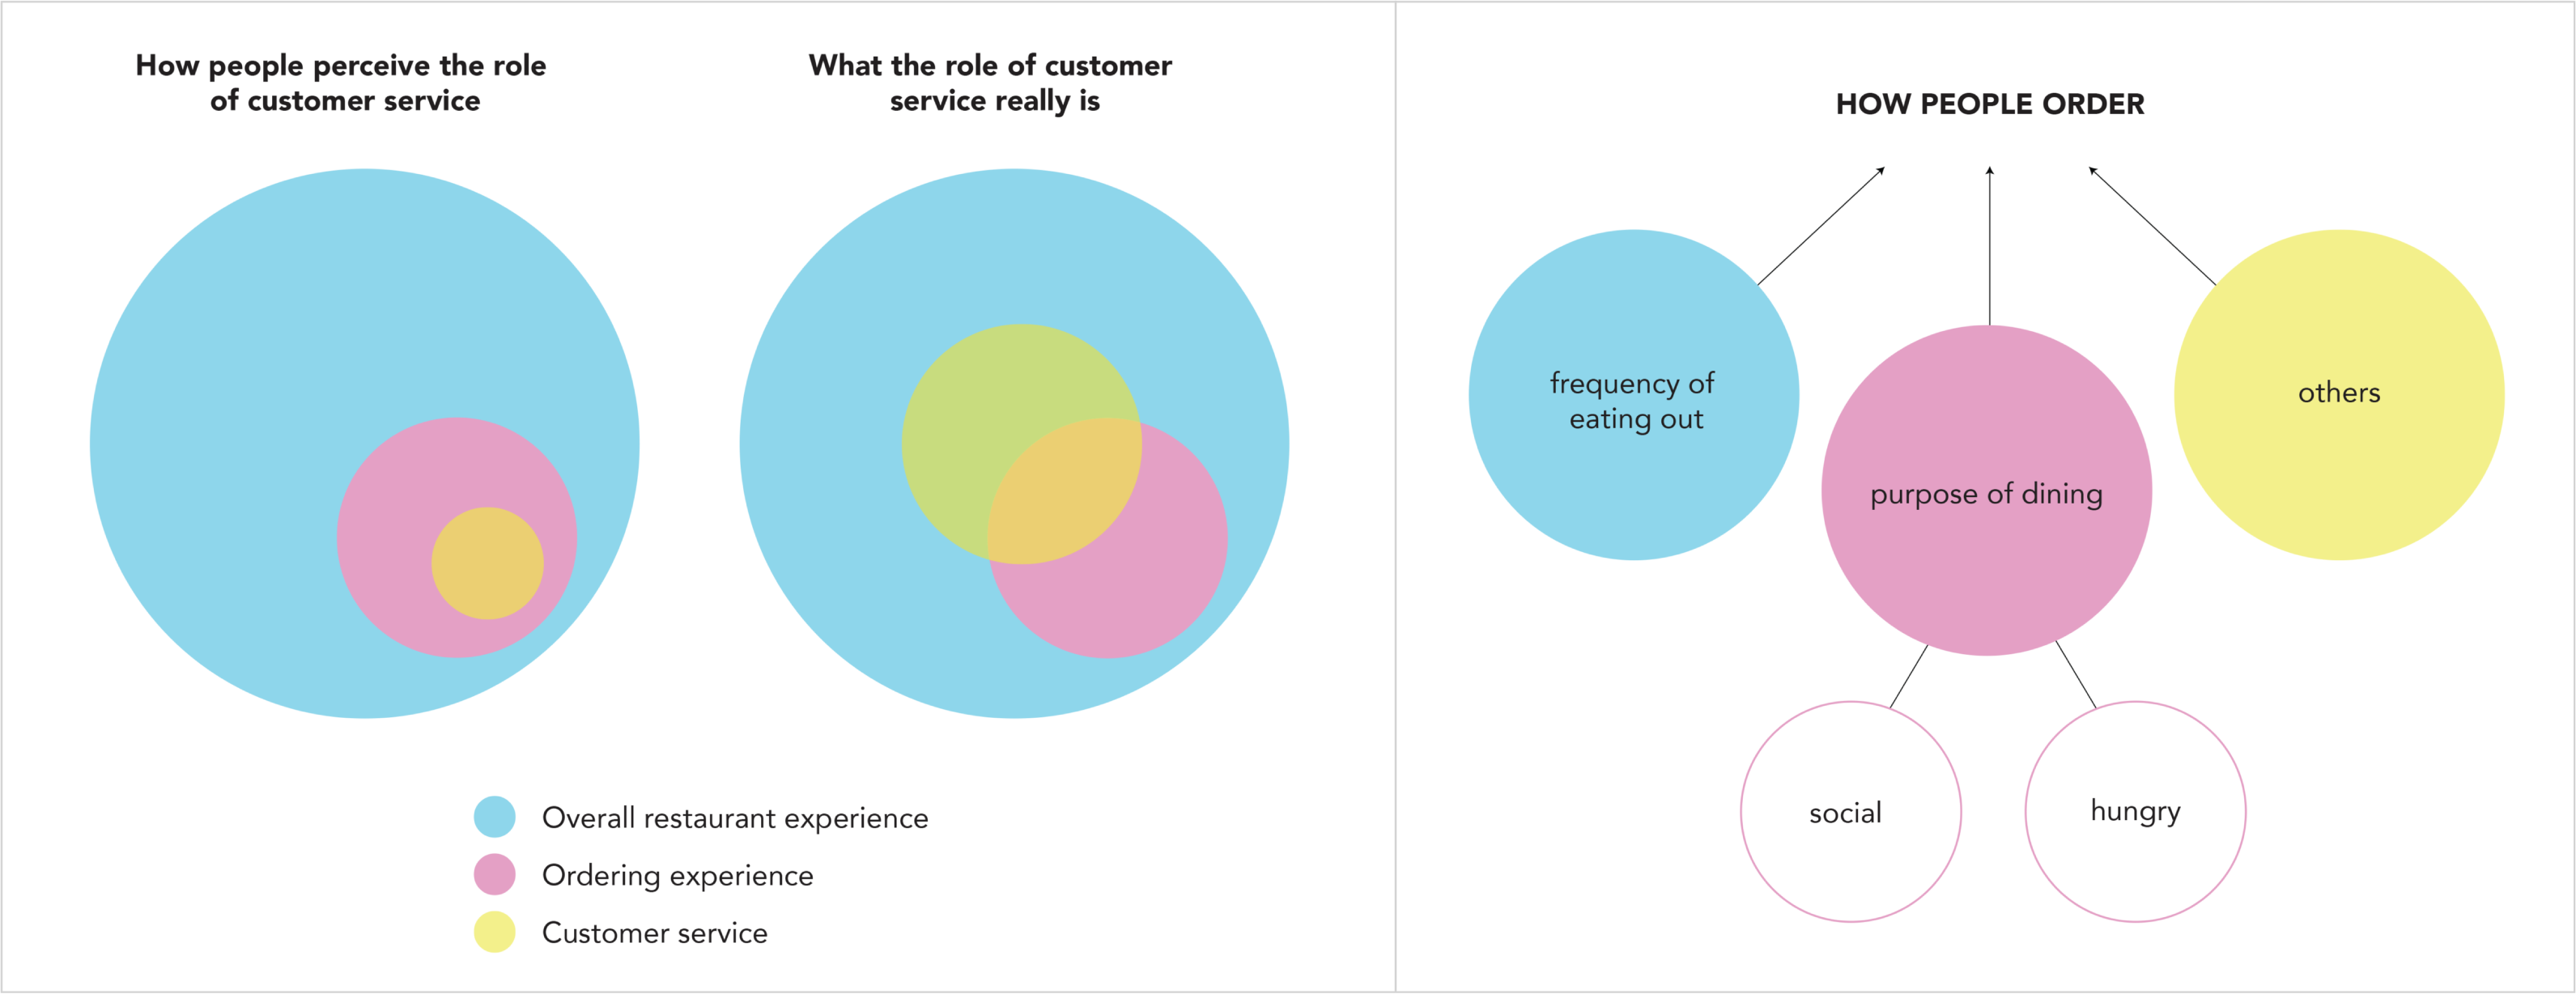 How people perceive the role
of customer service
What the role of customer
service really is
Overall restaurant experience
Ordering experience
Customer service
HOW PEOPLE ORDER
frequency of
eating out
purpose of dining
others
social
hungry